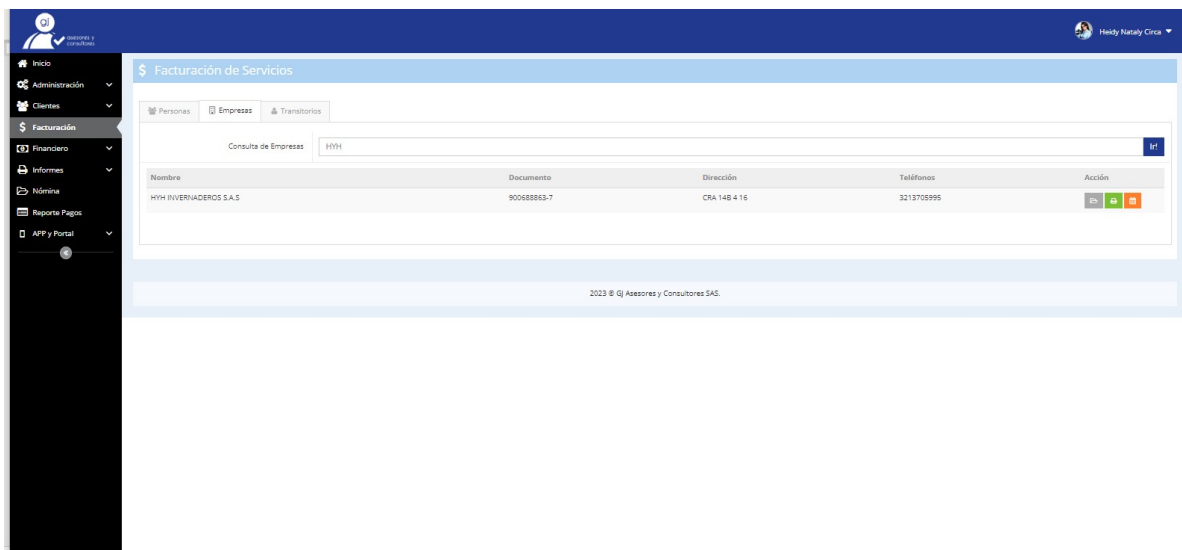 gj
asesores y
consultores
Heidy Nataly Circa
Inicio
Administración
Clientes
Facturación
Financiero
Informes
Nómina
Reporte Pagos
APP y Portal
$ Facturación de Servicios
Personas Empresas Transitorios
Consulta de Empresas HYH Ir!
Nombre Documento Dirección Teléfonos Acción
HYH INVERNADEROS S.A.S 900688863-7 CRA 14B 4 16 3213705995
2023 © GJ Asesores y Consultores SAS.